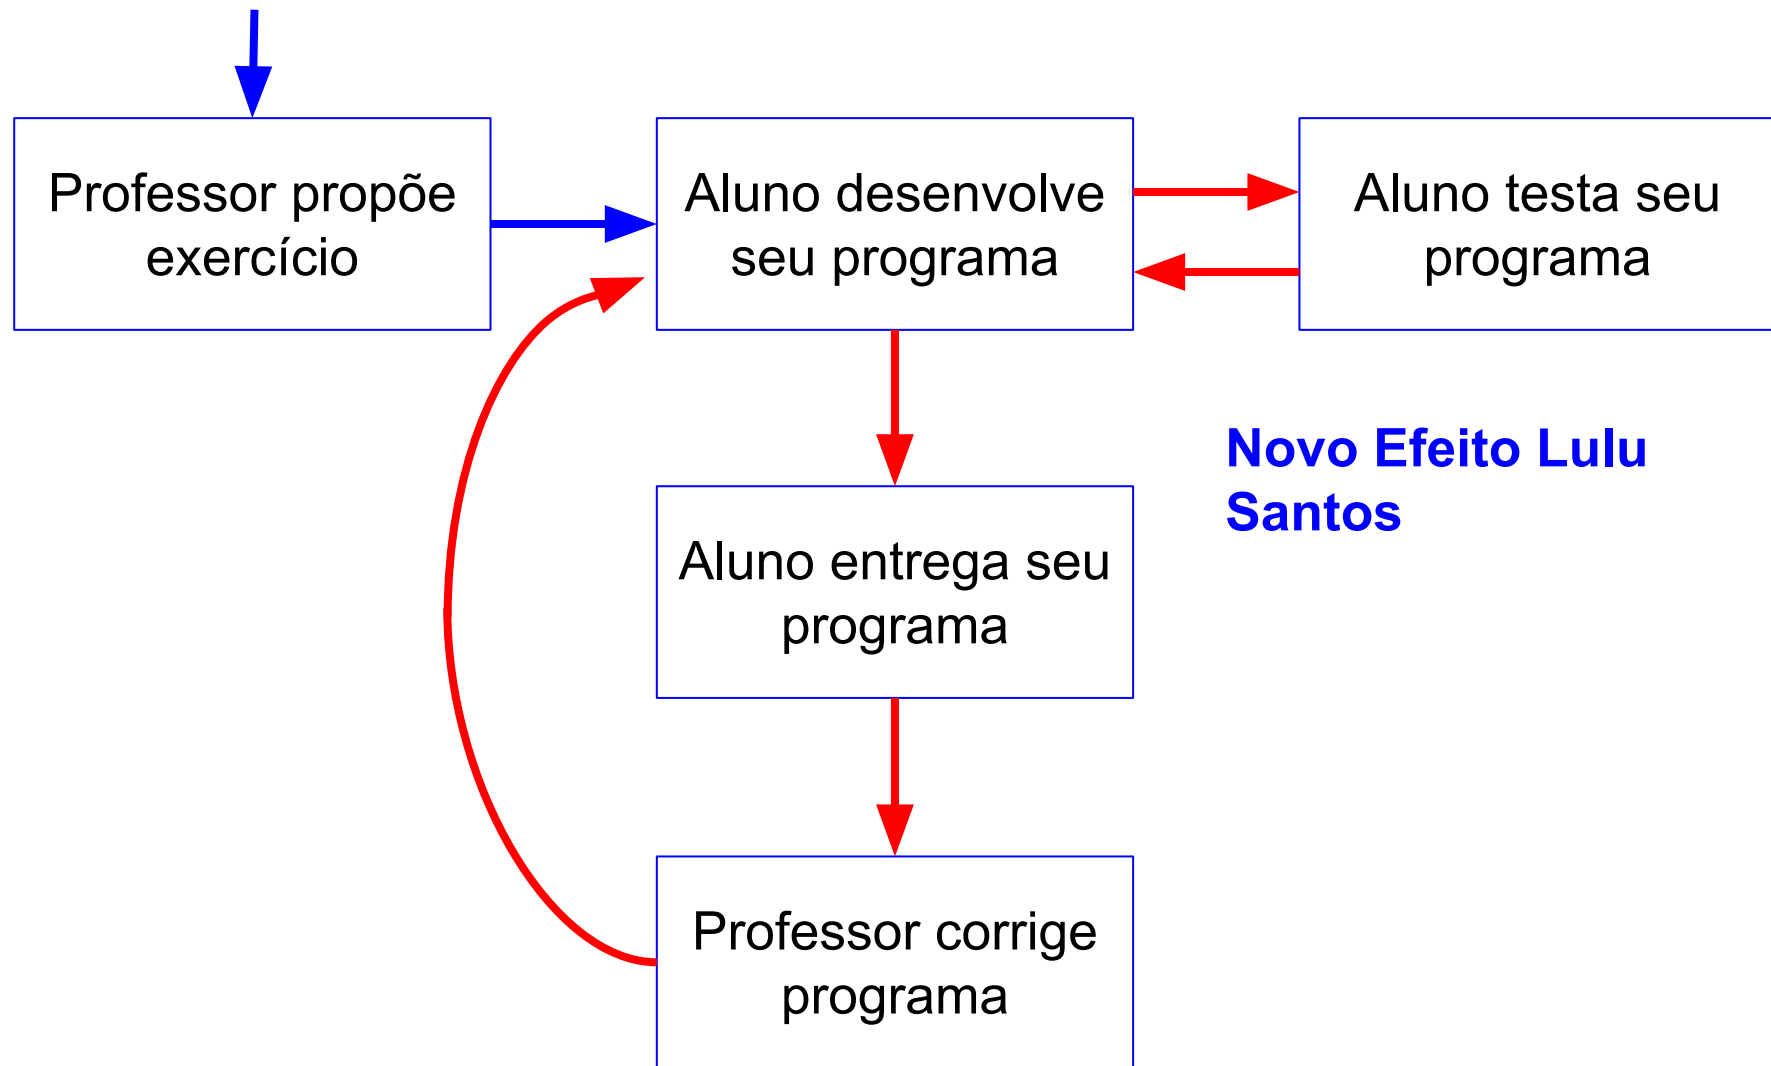 Professor propõe
exercício
Aluno desenvolve
seu programa
Aluno testa seu
programa
Novo Efeito Lulu
Santos
Aluno entrega seu
programa
Professor corrige
programa